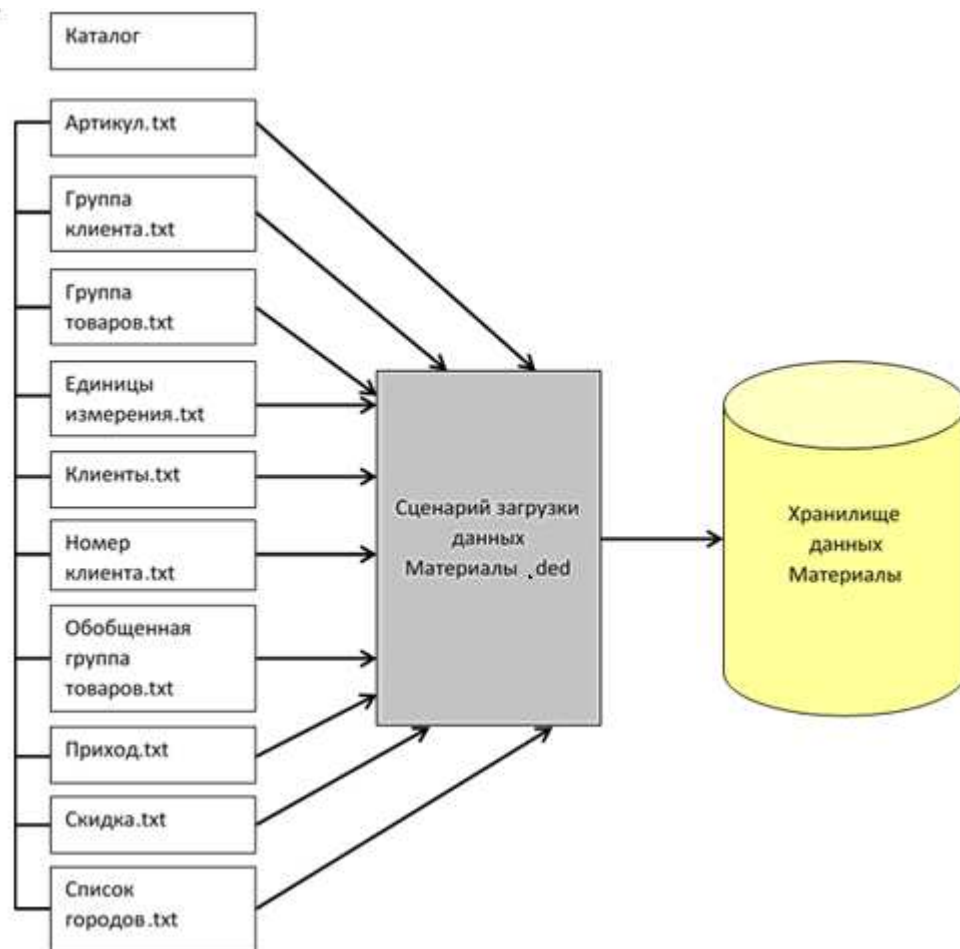 Каталог
Артикул.txt
Группа
клиента.txt
Группа
товаров.txt
Единицы
измерения.txt
Клиенты.txt
Номер
клиента.txt
Обобщенная
группа
товаров.txt
Приход.txt
Скидка.txt
Список
городов.txt
Сценарий загрузки
данных
Материалы .ded
Хранилище
данных
Материалы